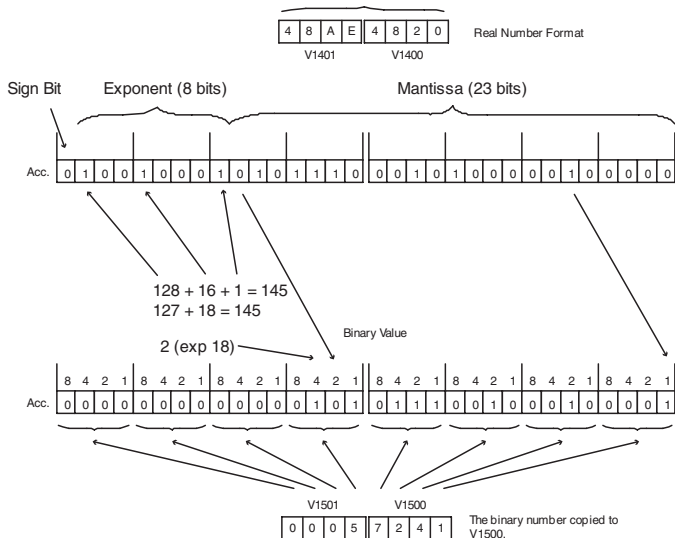 4 8 A E 4 8 2 0 Real Number Format
V1401 V1400
Sign Bit Exponent (8 bits) Mantissa (23 bits)
Acc. 0 1 0 0 1 0 0 0 1 0 1 0 1 1 1 0 0 0 1 0 1 0 0 0 0 0 1 0 0 0 0 0
128 + 16 + 1 = 145
127 + 18 = 145
Binary Value
2 (exp 18)
8 4 2 1 8 4 2 1 8 4 2 1 8 4 2 1 8 4 2 1 8 4 2 1 8 4 2 1 8 4 2 1
Acc. 0 0 0 0 0 0 0 0 0 0 0 0 0 1 0 1 0 1 1 1 0 0 1 0 0 0 1 0 0 0 0 1
V1501 V1500
0 0 0 5 7 2 4 1 The binary number copied to
V1500.